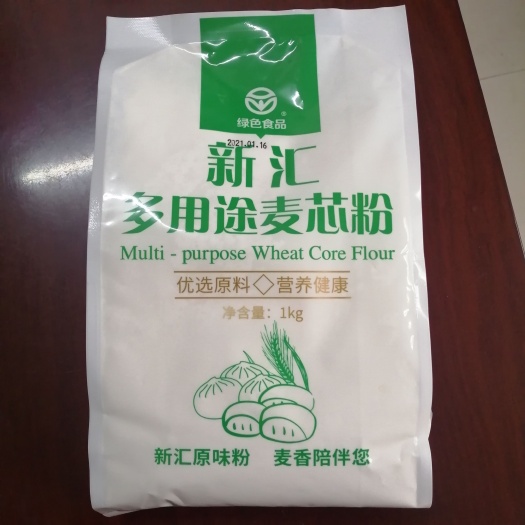 绿色食品
®
2021.01.16
新汇
多用途麦芯粉
Multi - purpose Wheat Core Flour
优选原料◇营养健康
净含量：1kg
新汇原味粉 麦香陪伴您